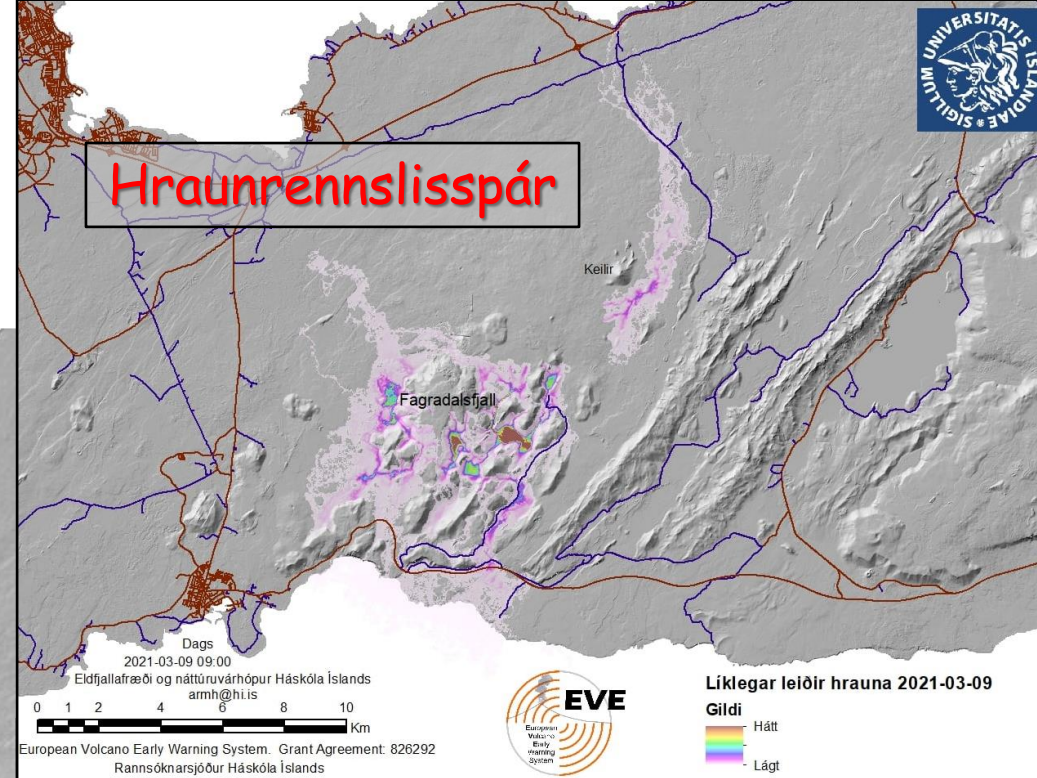 UNIVERSITATIS ISLANDIAE SIGILLUM
Hraunrennslisspár
Keilir
Fagradalsfjall
Dags
2021-03-09 09:00
Eldfjallafræði og náttúruvárhópur Háskóla Íslands
armh@hi.is
0 1 2 4 6 8 10
Km
European Volcano Early Warning System. Grant Agreement: 826292
Rannsóknarsjóður Háskóla Íslands
EVE
European
Volcano
Early
Warning
System
Líklegar leiðir hrauna 2021-03-09
Gildi
Hátt
Lágt